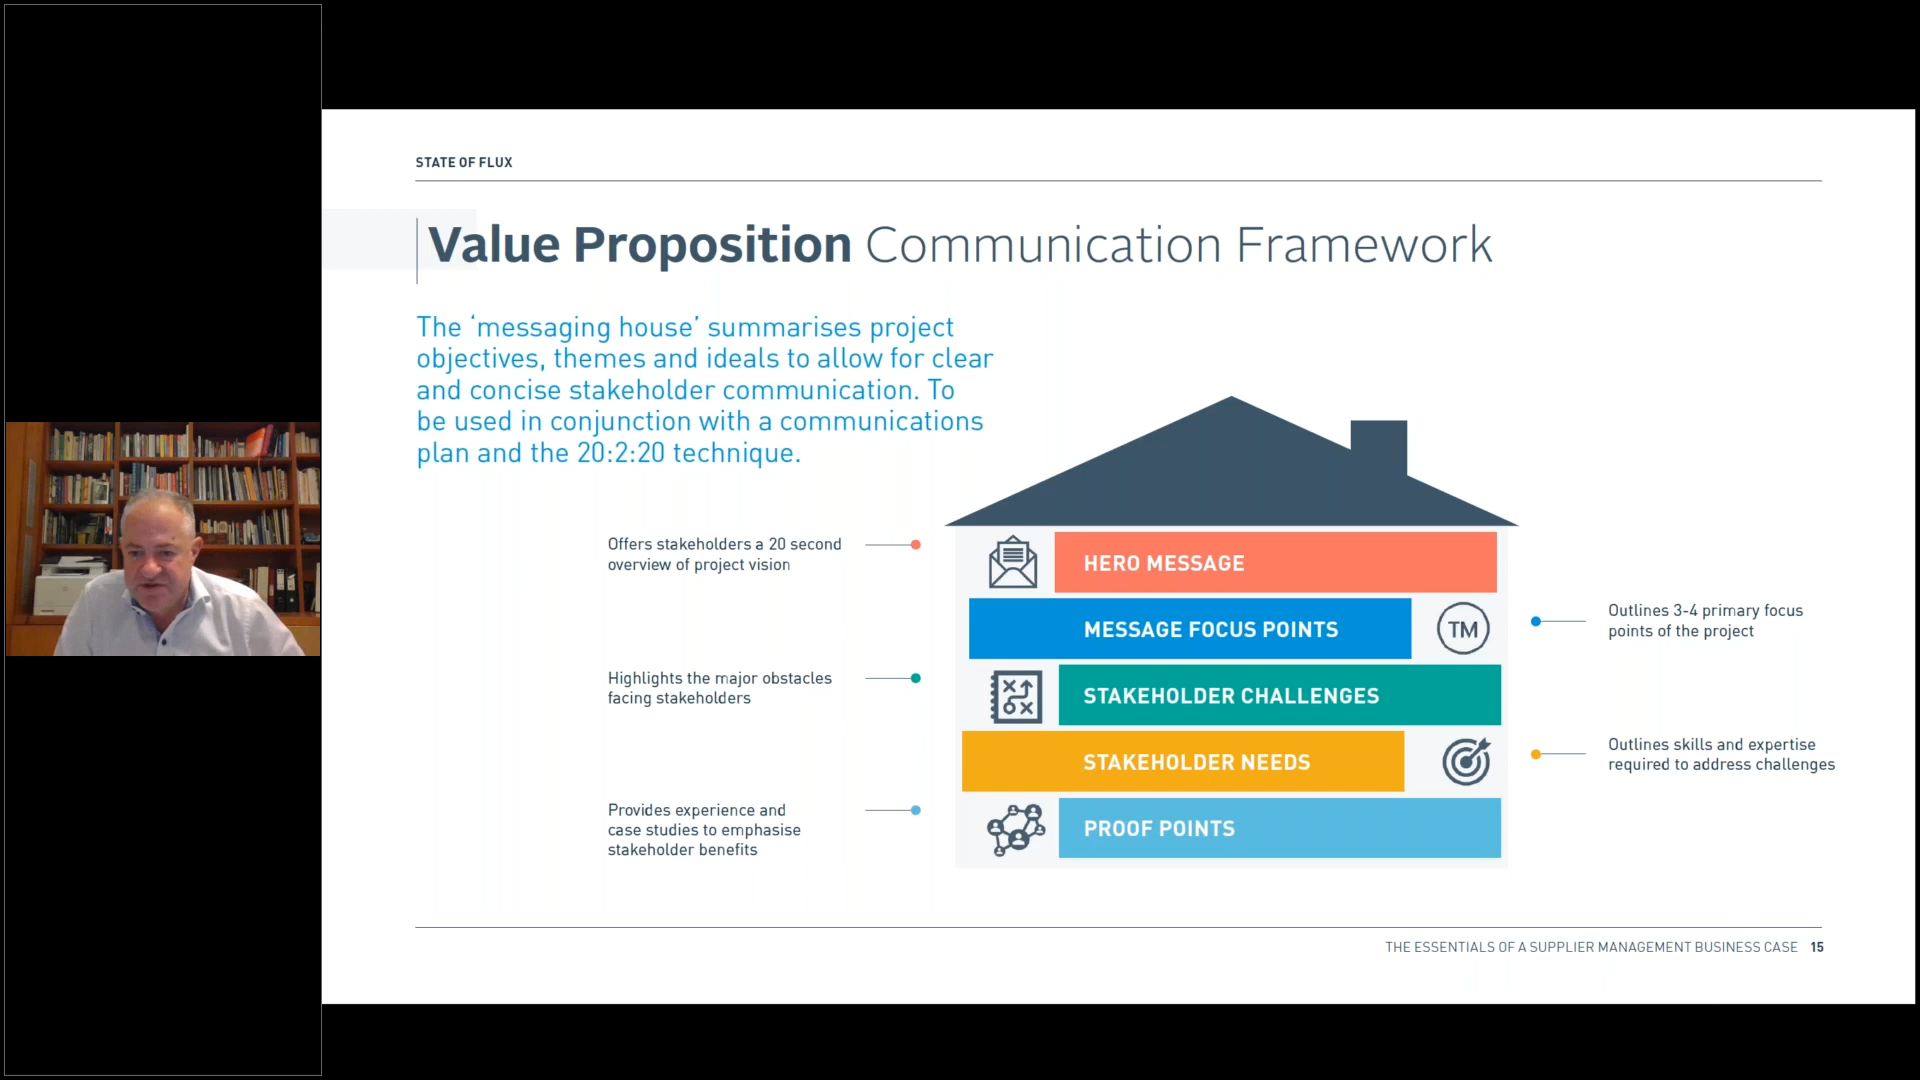 STATE OF FLUX
Value Proposition Communication Framework
The ‘messaging house’ summarises project
objectives, themes and ideals to allow for clear
and concise stakeholder communication. To
be used in conjunction with a communications
plan and the 20:2:20 technique.
Offers stakeholders a 20 second
overview of project vision
HERO MESSAGE
MESSAGE FOCUS POINTS
TM
Outlines 3-4 primary focus
points of the project
Highlights the major obstacles
facing stakeholders
STAKEHOLDER CHALLENGES
STAKEHOLDER NEEDS
Outlines skills and expertise
required to address challenges
Provides experience and
case studies to emphasise
stakeholder benefits
PROOF POINTS
THE ESSENTIALS OF A SUPPLIER MANAGEMENT BUSINESS CASE 15